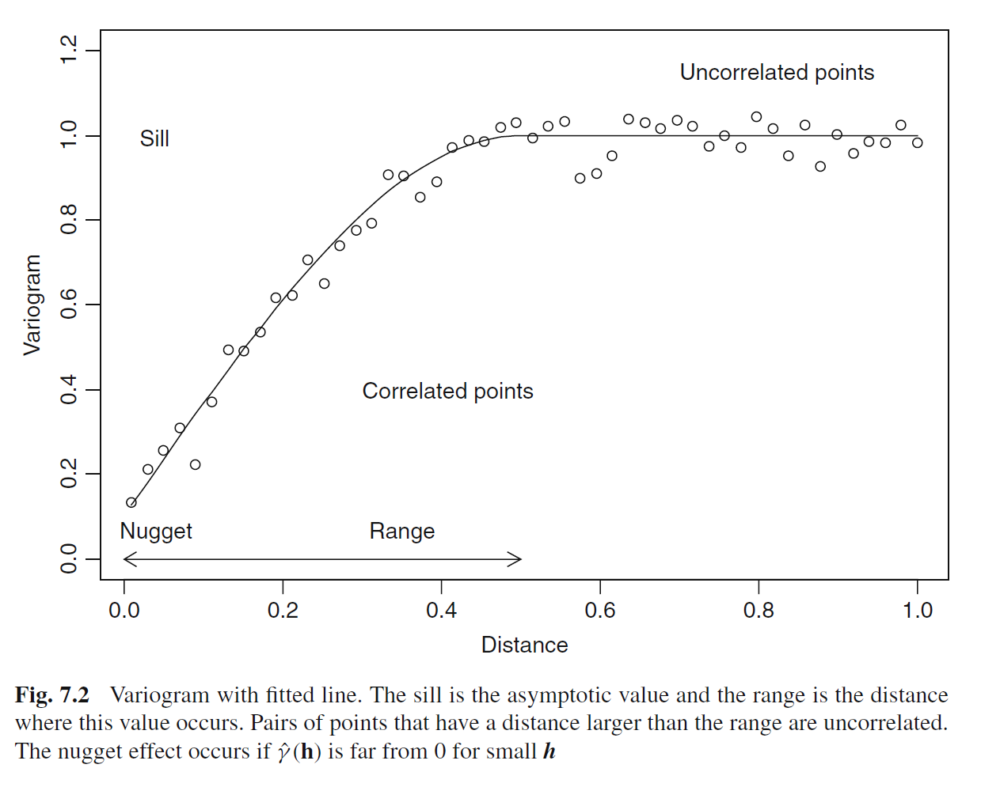 Uncorrelated points
Sill
Correlated points
Nugget
Range
Variogram
0.0
0.2
0.4
0.6
0.8
1.0
1.2
0.0 0.2 0.4 0.6 0.8 1.0
Distance
Fig. 7.2 Variogram with fitted line. The sill is the asymptotic value and the range is the distance
where this value occurs. Pairs of points that have a distance larger than the range are uncorrelated.
The nugget effect occurs if γ̂(h) is far from 0 for small h